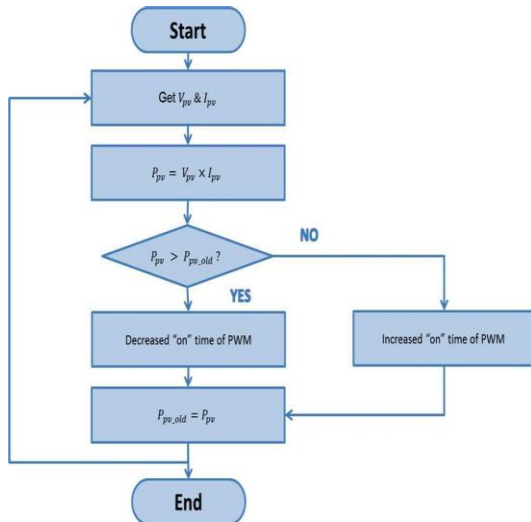 Start
Get V_pv & I_pv
P_pv = V_pv × I_pv
NO
P_pv > P_pv_old ?
YES
Decreased "on" time of PWM
Increased "on" time of PWM
P_pv_old = P_pv
End